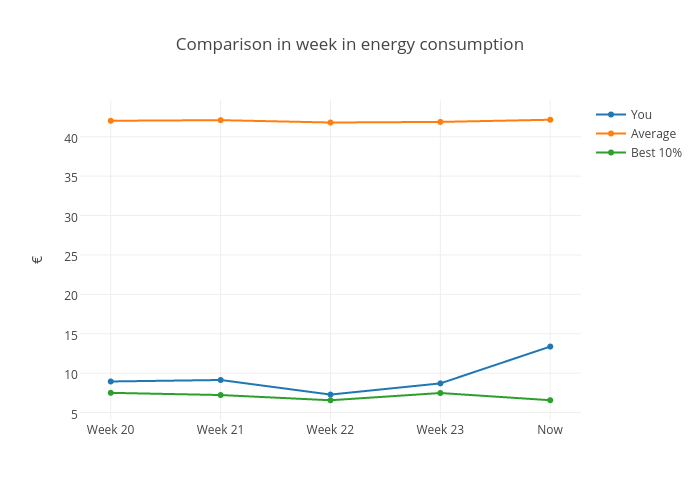 Comparison in week in energy consumption
You
Average
Best 10%
40
35
30
25
20
15
10
5
€
Week 20
Week 21
Week 22
Week 23
Now